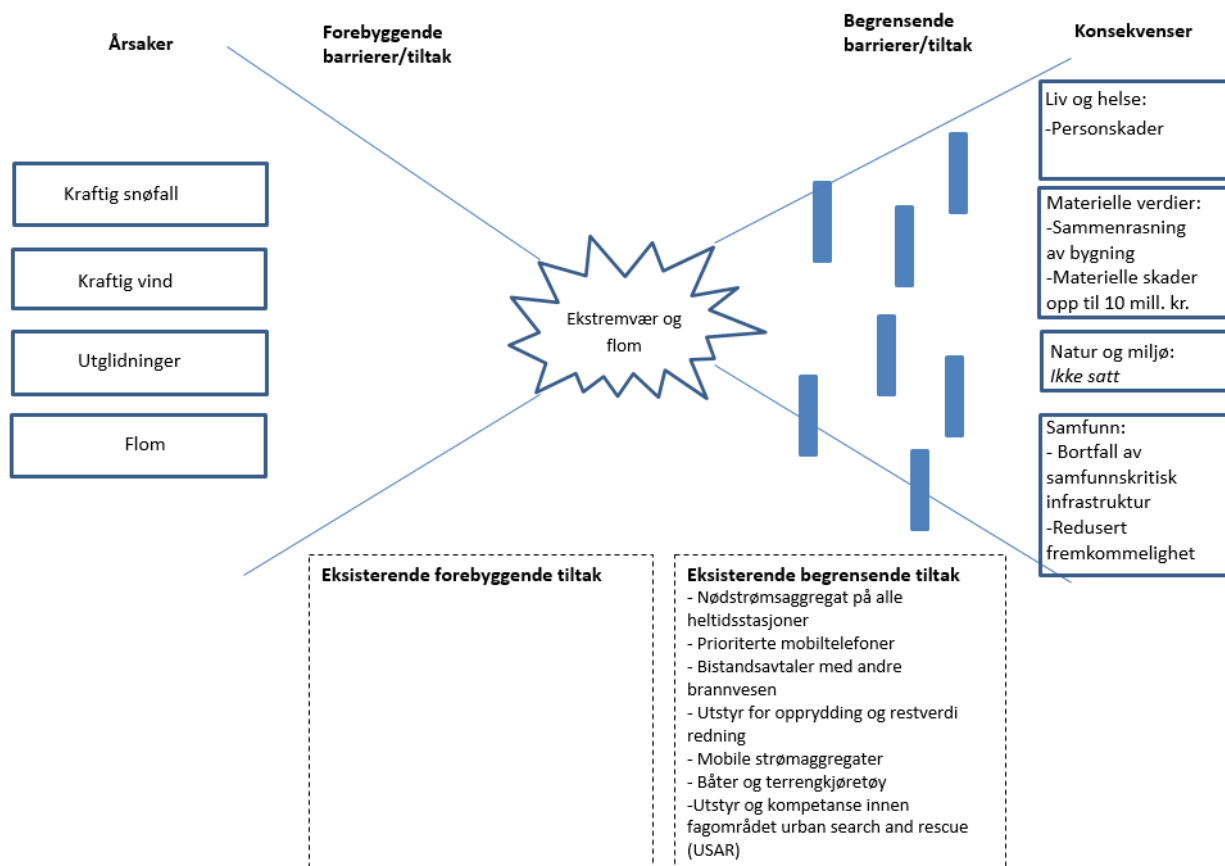 Årsaker
Forebyggende
barrierer/tiltak
Begrensende
barrierer/tiltak
Konsekvenser
Kraftig snøfall
Kraftig vind
Utglidninger
Flom
Ekstremvær og
flom
Liv og helse:
-Personskader
Materielle verdier:
-Sammenrasning
av bygning
-Materielle skader
opp til 10 mill. kr.
Natur og miljø:
Ikke satt
Samfunn:
- Bortfall av
samfunnskritisk
infrastruktur
-Redusert
fremkommelighet
Eksisterende forebyggende tiltak
Eksisterende begrensende tiltak
- Nødstrømsaggregat på alle
heltidsstasjoner
- Prioriterte mobiltelefoner
- Bistandsavtaler med andre
brannvesen
- Utstyr for opprydding og restverdi
redning
- Mobile strømaggregater
- Båter og terrengkjøretøy
-Utstyr og kompetanse innen
fagområdet urban search and rescue
(USAR)